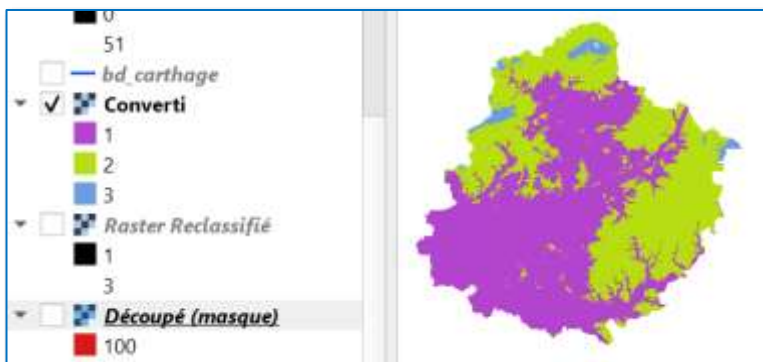 0
51
bd_carthage
Converti
1
2
3
Raster Reclassifié
1
3
Découpé (masque)
100